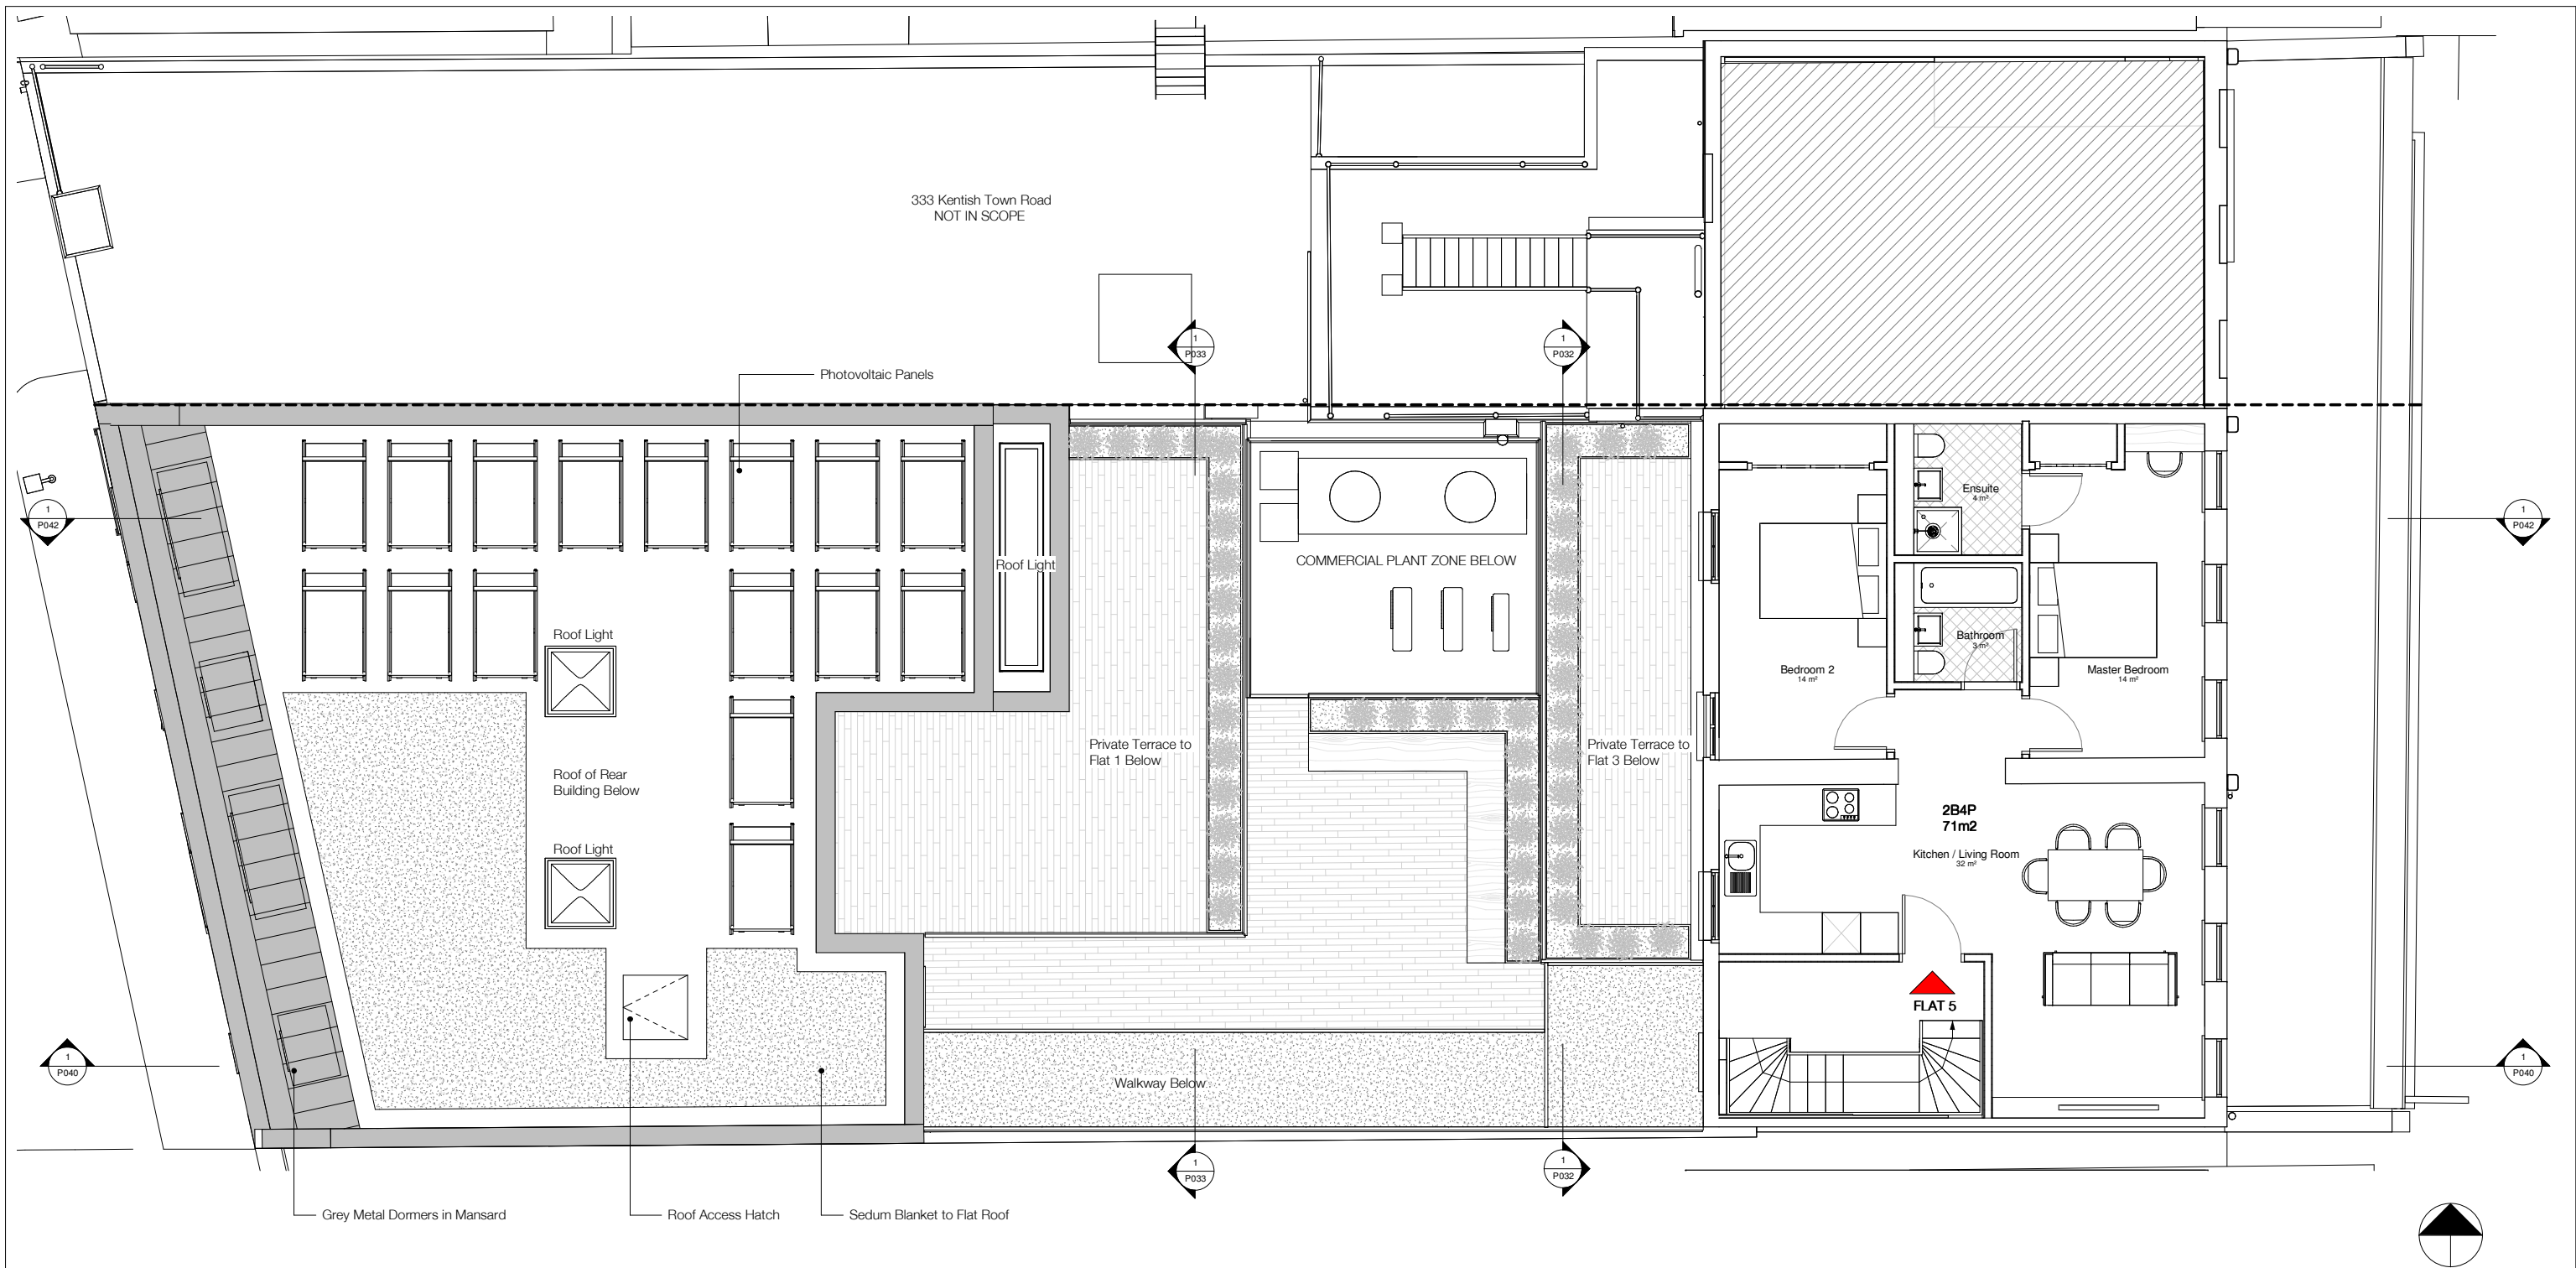 333 Kentish Town Road
NOT IN SCOPE
1
P033
1
P032
Photovoltaic Panels
1
P042
Roof Light
COMMERCIAL PLANT ZONE BELOW
Ensuite
4 m²
1
P042
Roof Light
Bathroom
3 m²
Bedroom 2
14 m²
Master Bedroom
14 m²
Private Terrace to
Flat 1 Below
Private Terrace to
Flat 3 Below
Roof of Rear
Building Below
2B4P
71m2
Roof Light
Kitchen / Living Room
32 m²
FLAT 5
1
P040
Walkway Below
1
P040
1
P033
1
P032
Grey Metal Dormers in Mansard
Roof Access Hatch
Sedum Blanket to Flat Roof